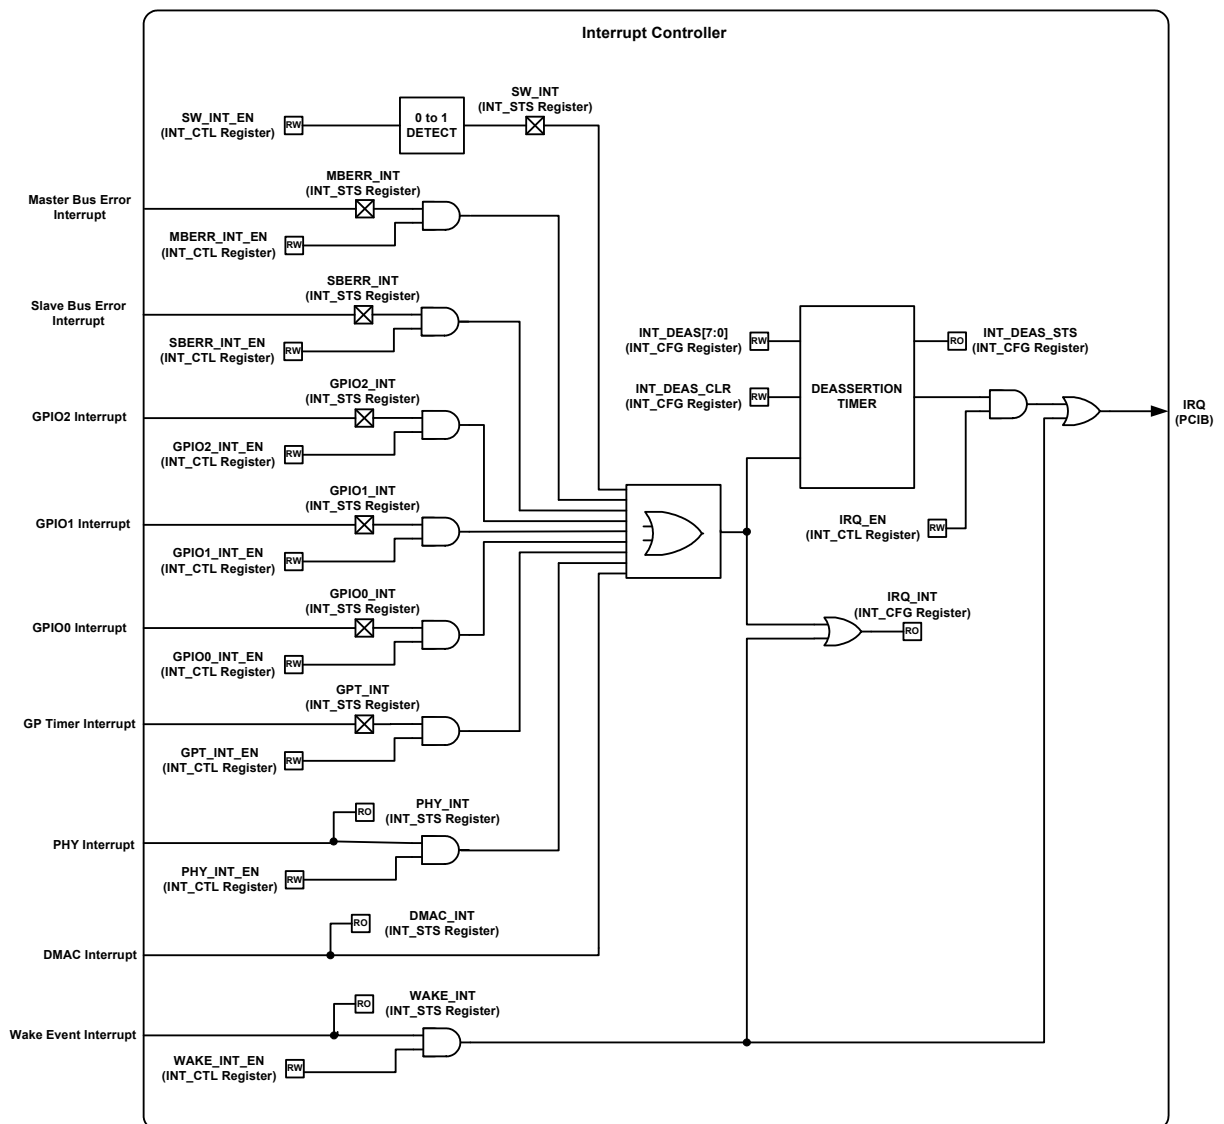 Interrupt Controller
SW_INT
(INT_STS Register)
SW_INT_EN
(INT_CTL Register)
RW
0 to 1
DETECT
Master Bus Error
Interrupt
MBERR_INT
(INT_STS Register)
MBERR_INT_EN
(INT_CTL Register)
RW
Slave Bus Error
Interrupt
SBERR_INT
(INT_STS Register)
SBERR_INT_EN
(INT_CTL Register)
RW
INT_DEAS[7:0]
(INT_CFG Register)
RW
INT_DEAS_CLR
(INT_CFG Register)
RW
DEASSERTION
TIMER
RO
INT_DEAS_STS
(INT_CFG Register)
IRQ
(PCIB)
GPIO2 Interrupt
GPIO2_INT
(INT_STS Register)
GPIO2_INT_EN
(INT_CTL Register)
RW
GPIO1 Interrupt
GPIO1_INT
(INT_STS Register)
GPIO1_INT_EN
(INT_CTL Register)
RW
IRQ_EN
(INT_CTL Register)
RW
GPIO0 Interrupt
GPIO0_INT
(INT_STS Register)
GPIO0_INT_EN
(INT_CTL Register)
RW
IRQ_INT
(INT_CFG Register)
RO
GP Timer Interrupt
GPT_INT
(INT_STS Register)
GPT_INT_EN
(INT_CTL Register)
RW
PHY Interrupt
RO
PHY_INT
(INT_STS Register)
PHY_INT_EN
(INT_CTL Register)
RW
DMAC Interrupt
RO
DMAC_INT
(INT_STS Register)
Wake Event Interrupt
RO
WAKE_INT
(INT_STS Register)
WAKE_INT_EN
(INT_CTL Register)
RW